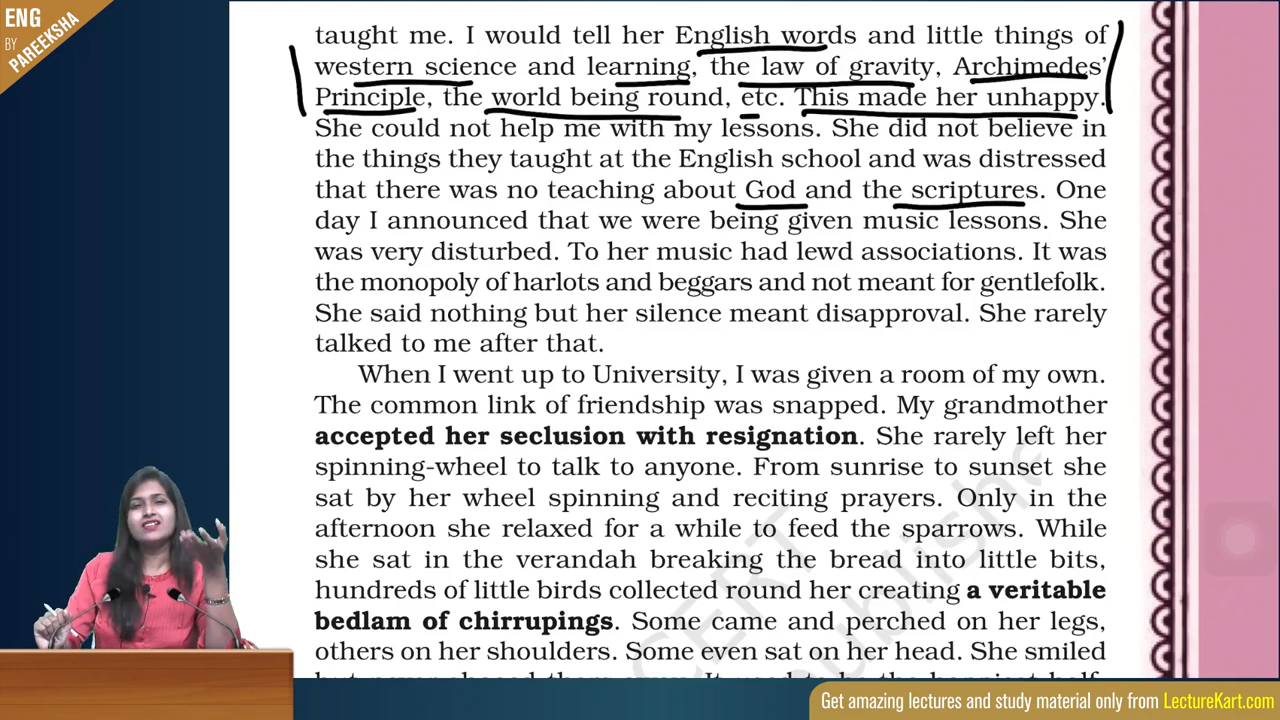 ENG
BY
PAREEKSHA
taught me. I would tell her English words and little things of
western science and learning, the law of gravity, Archimedes'
Principle, the world being round, etc. This made her unhappy.
She could not help me with my lessons. She did not believe in
the things they taught at the English school and was distressed
that there was no teaching about God and the scriptures. One
day I announced that we were being given music lessons. She
was very disturbed. To her music had lewd associations. It was
the monopoly of harlots and beggars and not meant for gentlefolk.
She said nothing but her silence meant disapproval. She rarely
talked to me after that.
When I went up to University, I was given a room of my own.
The common link of friendship was snapped. My grandmother
accepted her seclusion with resignation. She rarely left her
spinning-wheel to talk to anyone. From sunrise to sunset she
sat by her wheel spinning and reciting prayers. Only in the
afternoon she relaxed for a while to feed the sparrows. While
she sat in the verandah breaking the bread into little bits,
hundreds of little birds collected round her creating a veritable
bedlam of chirrupings. Some came and perched on her legs,
others on her shoulders. Some even sat on her head. She smiled
Get amazing lectures and study material only from LectureKart.com